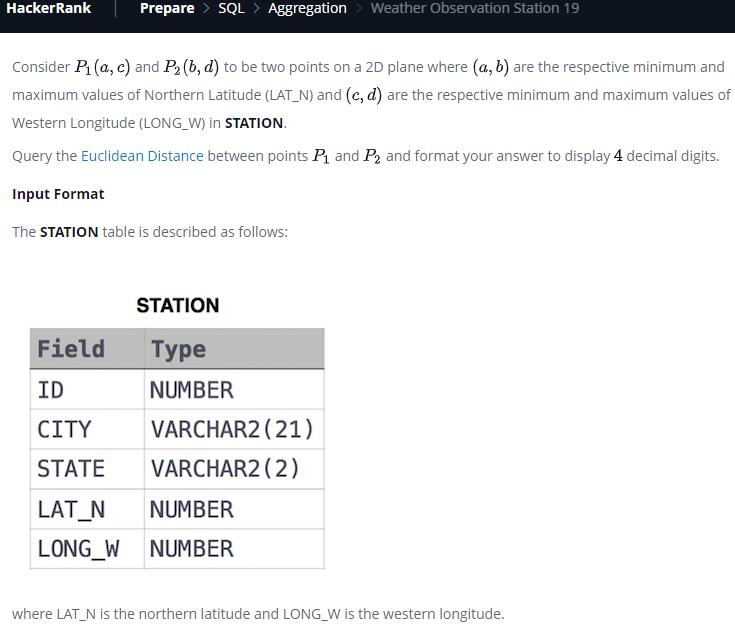 HackerRank | Prepare > SQL > Aggregation > Weather Observation Station 19
Consider P₁(a, c) and P₂(b, d) to be two points on a 2D plane where (a, b) are the respective minimum and
maximum values of Northern Latitude (LAT_N) and (c, d) are the respective minimum and maximum values of
Western Longitude (LONG_W) in STATION.
Query the Euclidean Distance between points P₁ and P₂ and format your answer to display 4 decimal digits.
Input Format
The STATION table is described as follows:
STATION
Field Type
ID NUMBER
CITY VARCHAR2(21)
STATE VARCHAR2(2)
LAT_N NUMBER
LONG_W NUMBER
where LAT_N is the northern latitude and LONG_W is the western longitude.